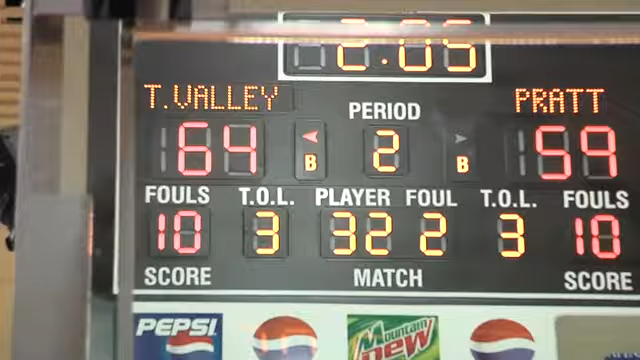 2:05
T.VALLEY PERIOD PRATT
64 B 2 B 59
FOULS T.O.L. PLAYER FOUL T.O.L. FOULS
10 3 32 2 3 10
SCORE MATCH SCORE
PEPSI Mountain Dew